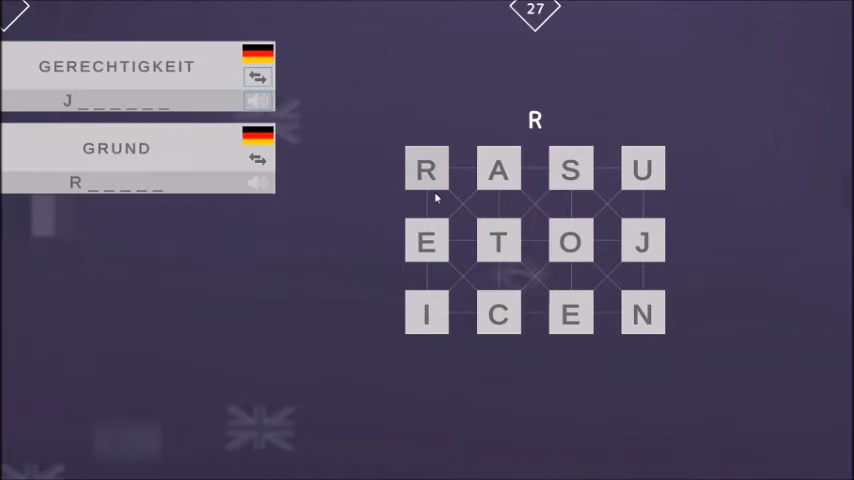 27
GERECHTIGKEIT
J _ _ _ _ _ _
GRUND
R _ _ _ _ _
R
R A S U
E T O J
I C E N